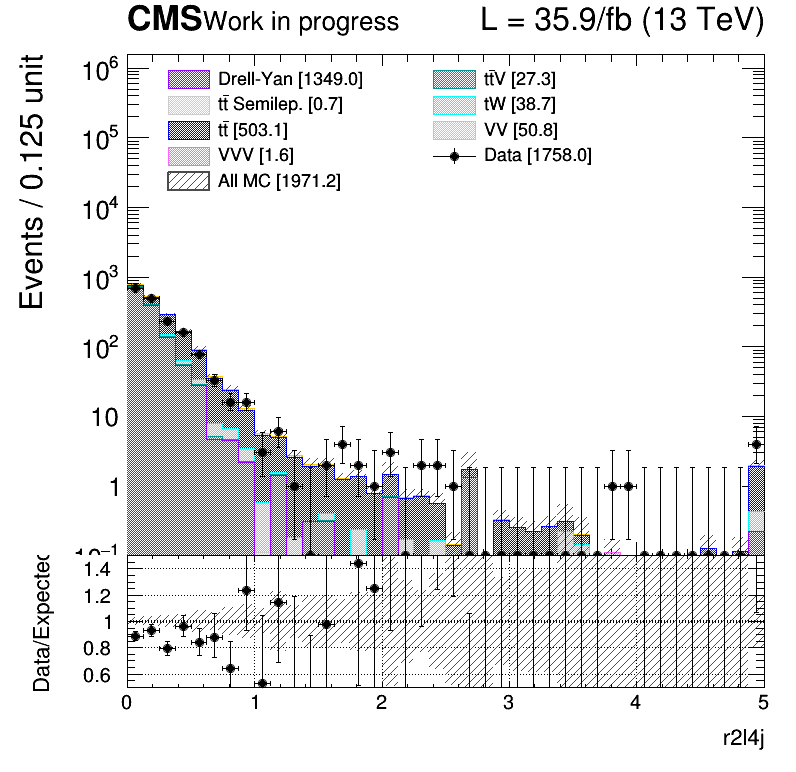 CMS Work in progress L = 35.9/fb (13 TeV)
Events / 0.125 unit
10⁶
10⁵
10⁴
10³
10²
10
1
10⁻¹
Drell-Yan [1349.0]
tt̄ Semilep. [0.7]
tt̄ [503.1]
VVV [1.6]
All MC [1971.2]
tt̄V [27.3]
tW [38.7]
VV [50.8]
Data [1758.0]
Data/Expected
1.4
1.2
1
0.8
0.6
0 1 2 3 4 5
r2l4j